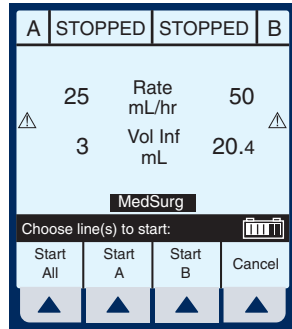 A STOPPED STOPPED B
25 Rate mL/hr 50
3 Vol Inf mL 20.4
MedSurg
Choose line(s) to start:
Start All Start A Start B Cancel